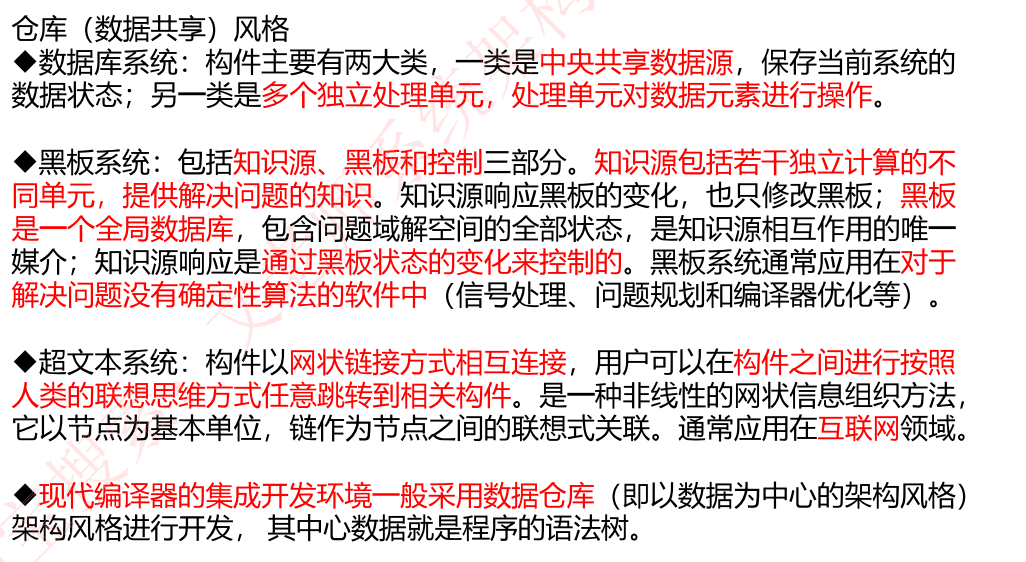 仓库（数据共享）风格
◆数据库系统：构件主要有两大类，一类是中央共享数据源，保存当前系统的
数据状态；另一类是多个独立处理单元，处理单元对数据元素进行操作。
◆黑板系统：包括知识源、黑板和控制三部分。知识源包括若干独立计算的不
同单元，提供解决问题的知识。知识源响应黑板的变化，也只修改黑板；黑板
是一个全局数据库，包含问题域解空间的全部状态，是知识源相互作用的唯一
媒介；知识源响应是通过黑板状态的变化来控制的。黑板系统通常应用在对于
解决问题没有确定性算法的软件中（信号处理、问题规划和编译器优化等）。
◆超文本系统：构件以网状链接方式相互连接，用户可以在构件之间进行按照
人类的联想思维方式任意跳转到相关构件。是一种非线性的网状信息组织方法，
它以节点为基本单位，链作为节点之间的联想式关联。通常应用在互联网领域。
◆现代编译器的集成开发环境一般采用数据仓库（即以数据为中心的架构风格）
架构风格进行开发， 其中心数据就是程序的语法树。